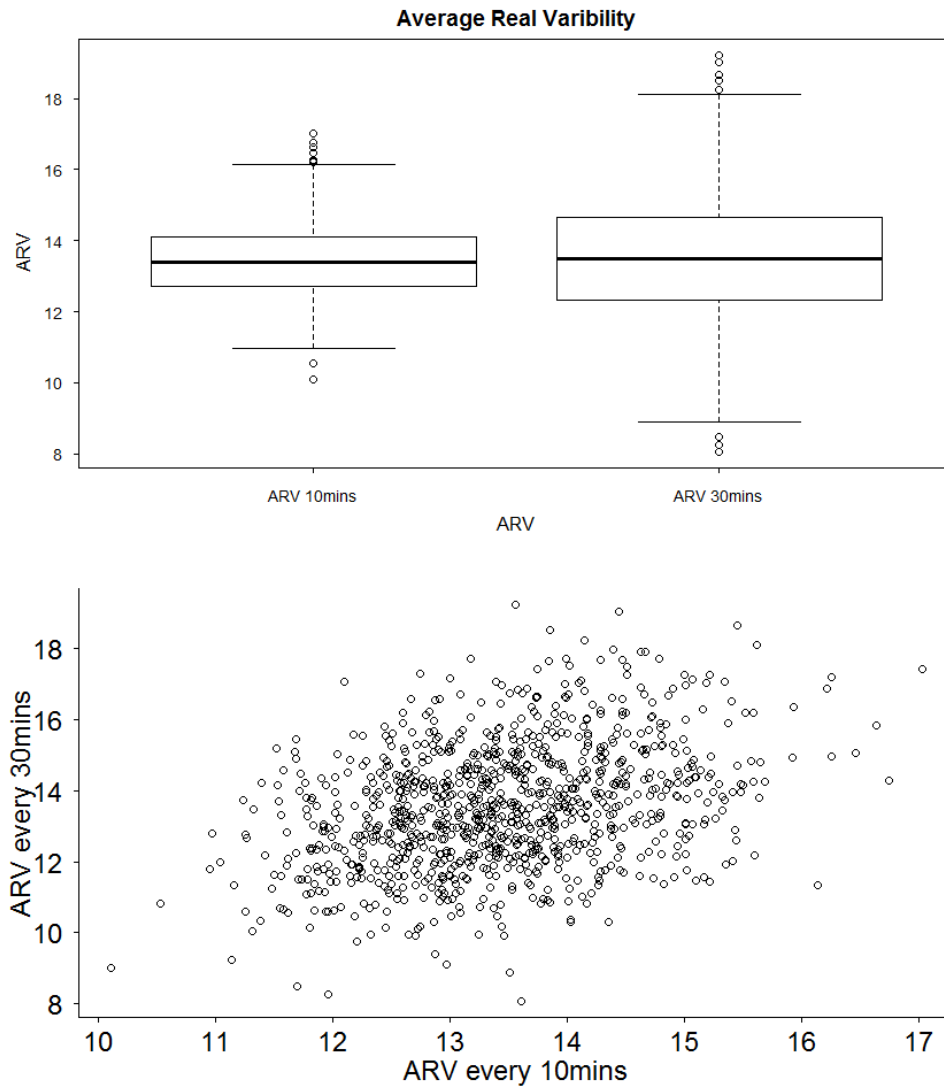 Average Real Varibility
ARV
18
16
14
12
10
8
ARV 10mins
ARV 30mins
ARV
ARV every 30mins
18
16
14
12
10
8
10 11 12 13 14 15 16 17
ARV every 10mins